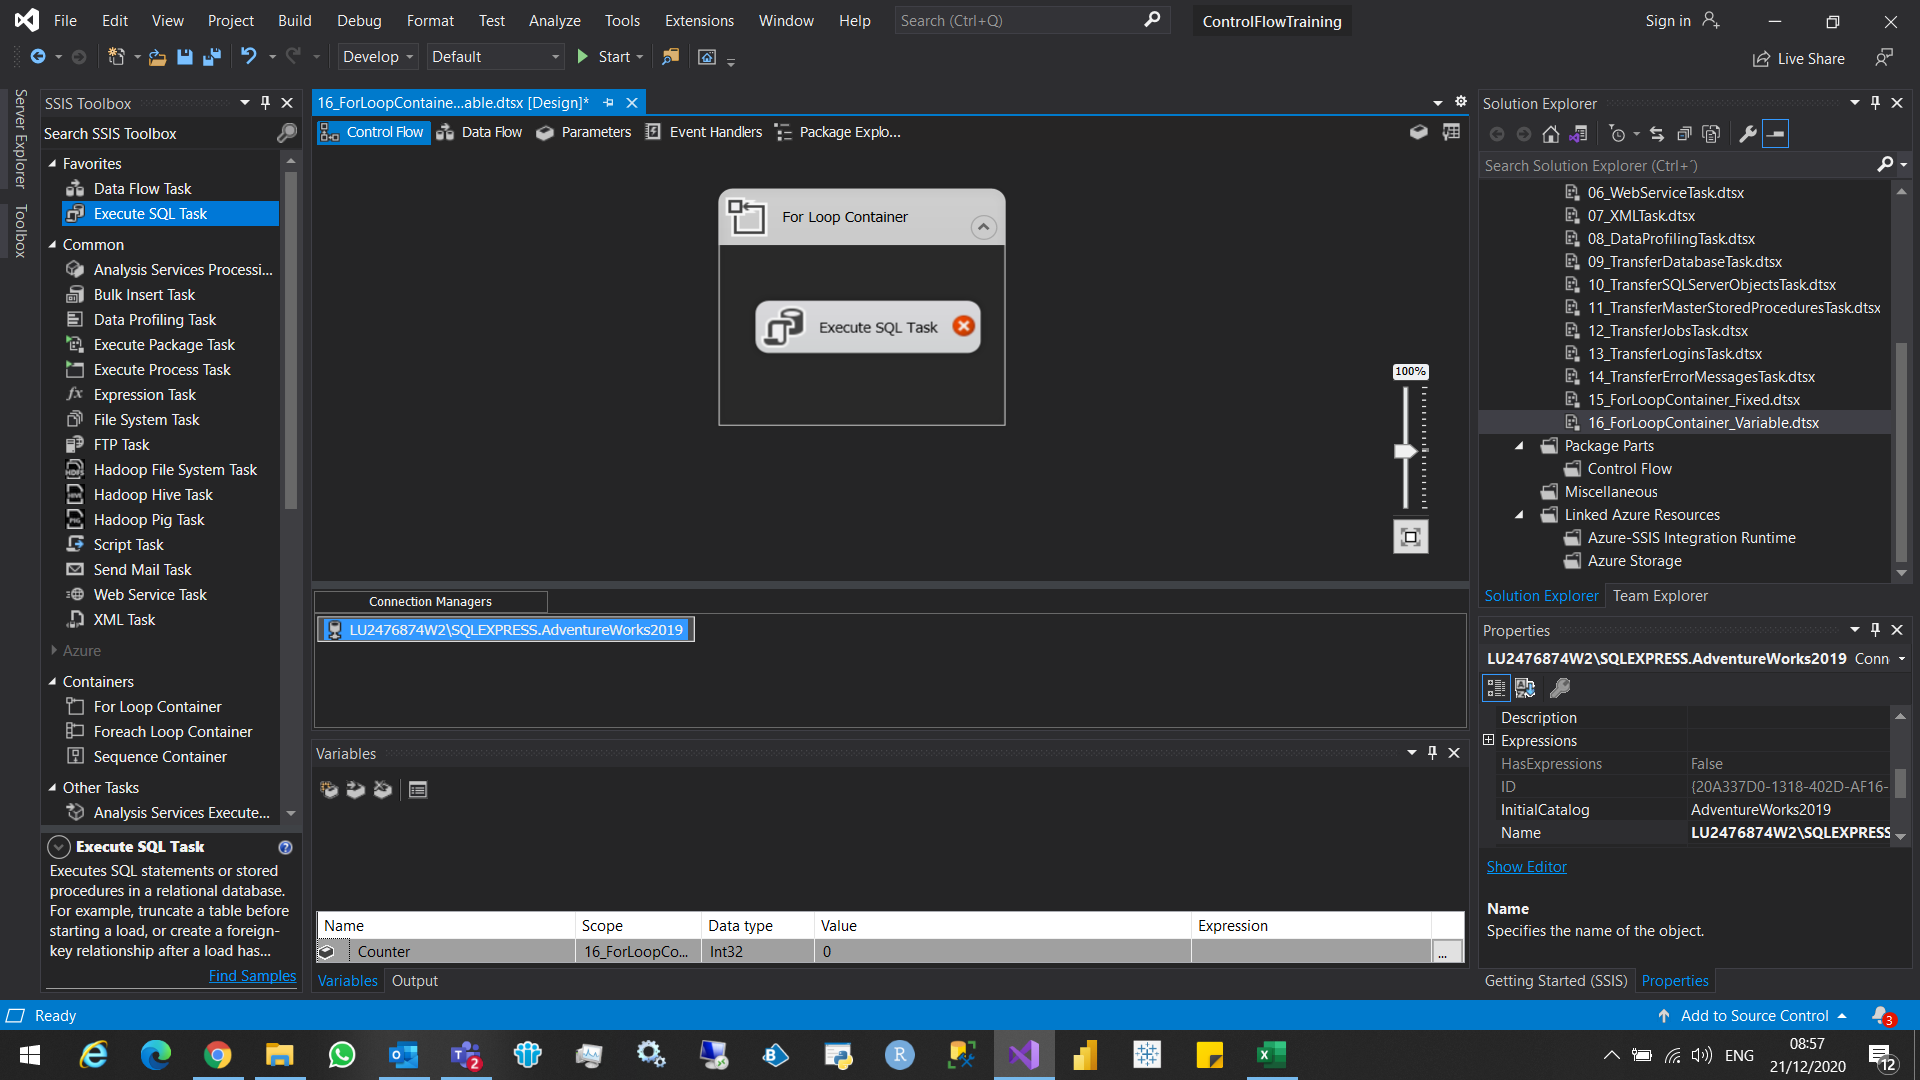 File Edit View Project Build Debug Format Test Analyze Tools Extensions Window Help Search (Ctrl+Q) ControlFlowTraining Sign in
Develop Default Start Live Share
Server Explorer
Toolbox
SSIS Toolbox
Search SSIS Toolbox
Favorites
Data Flow Task
Execute SQL Task
Common
Analysis Services Processi...
Bulk Insert Task
Data Profiling Task
Execute Package Task
Execute Process Task
Expression Task
File System Task
FTP Task
Hadoop File System Task
Hadoop Hive Task
Hadoop Pig Task
Script Task
Send Mail Task
Web Service Task
XML Task
Azure
Containers
For Loop Container
Foreach Loop Container
Sequence Container
Other Tasks
Analysis Services Execute...
Execute SQL Task
Executes SQL statements or stored
procedures in a relational database.
For example, truncate a table before
starting a load, or create a foreign-
key relationship after a load has...
Find Samples
16_ForLoopContaine...able.dtsx [Design]*
Control Flow Data Flow Parameters Event Handlers Package Explo...
For Loop Container
Execute SQL Task
100%
Connection Managers
LU2476874W2\SQLEXPRESS.AdventureWorks2019
Variables
Name Scope Data type Value Expression
Counter 16_ForLoopCo... Int32 0 ...
Variables Output
Solution Explorer
Search Solution Explorer (Ctrl+¨)
06_WebServiceTask.dtsx
07_XMLTask.dtsx
08_DataProfilingTask.dtsx
09_TransferDatabaseTask.dtsx
10_TransferSQLServerObjectsTask.dtsx
11_TransferMasterStoredProceduresTask.dtsx
12_TransferJobsTask.dtsx
13_TransferLoginsTask.dtsx
14_TransferErrorMessagesTask.dtsx
15_ForLoopContainer_Fixed.dtsx
16_ForLoopContainer_Variable.dtsx
Package Parts
Control Flow
Miscellaneous
Linked Azure Resources
Azure-SSIS Integration Runtime
Azure Storage
Solution Explorer Team Explorer
Properties
LU2476874W2\SQLEXPRESS.AdventureWorks2019 Conn
Description
Expressions
HasExpressions False
ID {20A337D0-1318-402D-AF16-
InitialCatalog AdventureWorks2019
Name LU2476874W2\SQLEXPRESS
Show Editor
Name
Specifies the name of the object.
Getting Started (SSIS) Properties
Ready Add to Source Control 3
2 ENG 08:57
21/12/2020 12